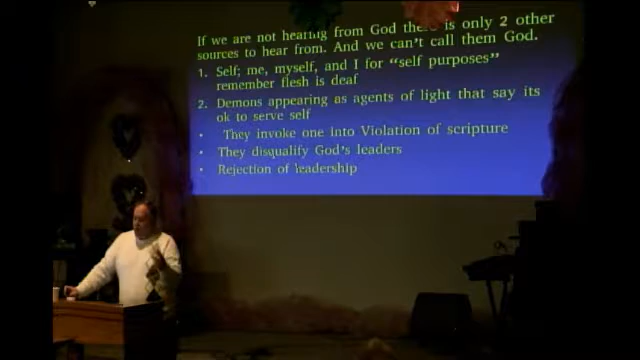 If we are not hearing from God there is only 2 other
sources to hear from. And we can't call them God.
1. Self; me, myself, and I for "self purposes"
remember flesh is deaf
2. Demons appearing as agents of light that say its
ok to serve self
• They invoke one into Violation of scripture
• They disqualify God's leaders
• Rejection of leadership